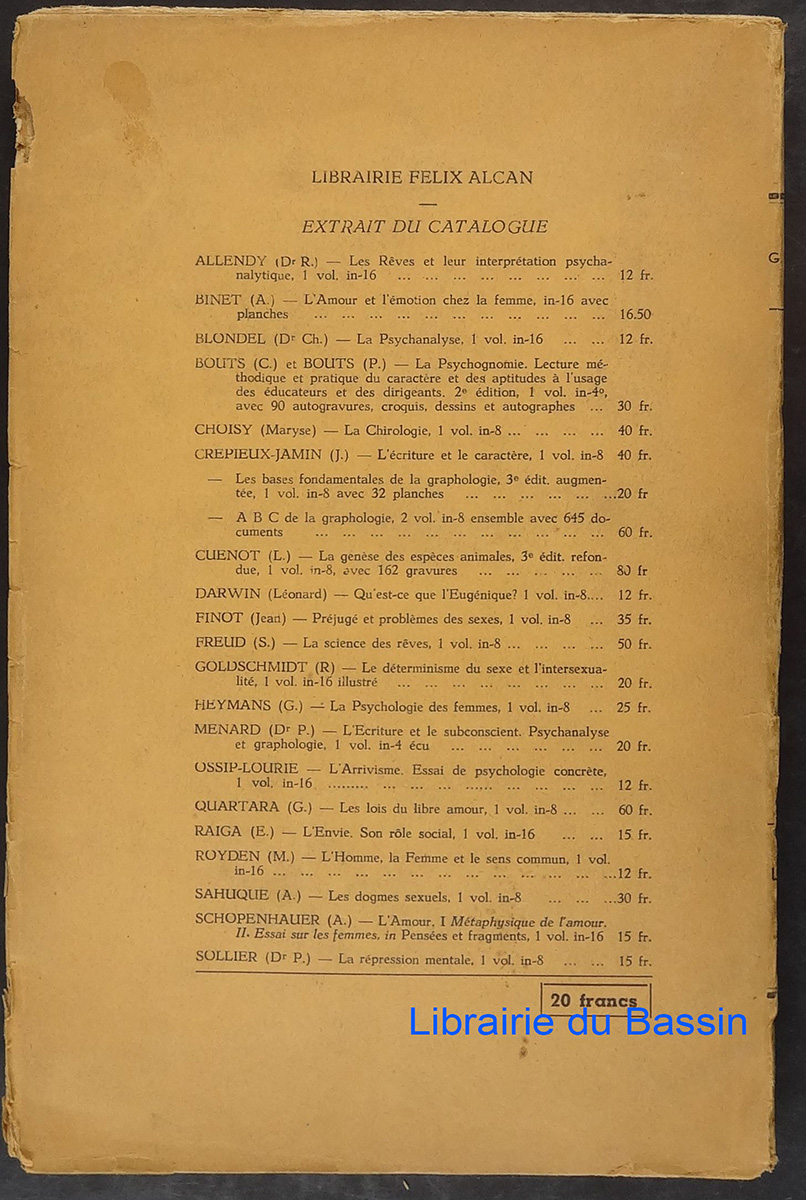 LIBRAIRIE FELIX ALCAN
—
EXTRAIT DU CATALOGUE
ALLENDY (Dr R.) — Les Rêves et leur interprétation psycha-
nalytique, 1 vol. in-16 ... ... ... ... ... ... ... ... 12 fr.
BINET (A.) — L'Amour et l'émotion chez la femme, in-16 avec
planches ... ... ... ... ... ... ... ... ... ... ... 16.50
BLONDEL (Dr Ch.) — La Psychanalyse, 1 vol. in-16 ... ... 12 fr.
BOUTS (C.) et BOUTS (P.) — La Psychognomie. Lecture mé-
thodique et pratique du caractère et des aptitudes à l'usage
des éducateurs et des dirigeants. 2e édition, 1 vol. in-4o,
avec 90 autogravures, croquis, dessins et autographes ... 30 fr.
CHOISY (Maryse) — La Chirologie, 1 vol. in-8 ... ... ... ... 40 fr.
CREPIEUX-JAMIN (J.) — L'écriture et le caractère, 1 vol. in-8 40 fr.
— Les bases fondamentales de la graphologie, 3e édit. augmen-
tée, 1 vol. in-8 avec 32 planches ... ... ... ... ... ...20 fr
— A B C de la graphologie, 2 vol. in-8 ensemble avec 645 do-
cuments ... ... ... ... ... ... ... ... ... ... ... 60 fr.
CUENOT (L.) — La genèse des espèces animales, 3e édit. refon-
due, 1 vol. in-8, avec 162 gravures ... ... ... ... ... 80 fr
DARWIN (Léonard) — Qu'est-ce que l'Eugénique? 1 vol. in-8.... 12 fr.
FINOT (Jean) — Préjugé et problèmes des sexes, 1 vol. in-8 ... 35 fr.
FREUD (S.) — La science des rêves, 1 vol. in-8 ... ... ... ... 50 fr.
GOLDSCHMIDT (R) — Le déterminisme du sexe et l'intersexua-
lité, 1 vol. in-16 illustré ... ... ... ... ... ... ... ... 20 fr.
HEYMANS (G.) — La Psychologie des femmes, 1 vol. in-8 ... 25 fr.
MENARD (Dr P.) — L'Ecriture et le subconscient. Psychanalyse
et graphologie, 1 vol. in-4 écu ... ... ... ... ... ... 20 fr.
OSSIP-LOURIE — L'Arrivisme. Essai de psychologie concrète,
1 vol. in-16 ......... ... ... ... ...... ... ... ... ... 12 fr.
QUARTARA (G.) — Les lois du libre amour, 1 vol. in-8 ... ... 60 fr.
RAIGA (E.) — L'Envie. Son rôle social, 1 vol. in-16 ... ... 15 fr.
ROYDEN (M.) — L'Homme, la Femme et le sens commun, 1 vol.
in-16 ... ... ... ... ... ... ... ... ... ... ... ... ...12 fr.
SAHUQUE (A.) — Les dogmes sexuels, 1 vol. in-8 ... ... ...30 fr.
SCHOPENHAUER (A.) — L'Amour. I Métaphysique de l'amour.
II. Essai sur les femmes, in Pensées et fragments, 1 vol. in-16 15 fr.
SOLLIER (Dr P.) — La répression mentale, 1 vol. in-8 ... ... 15 fr.
20 francs
Librairie du Bassin
G